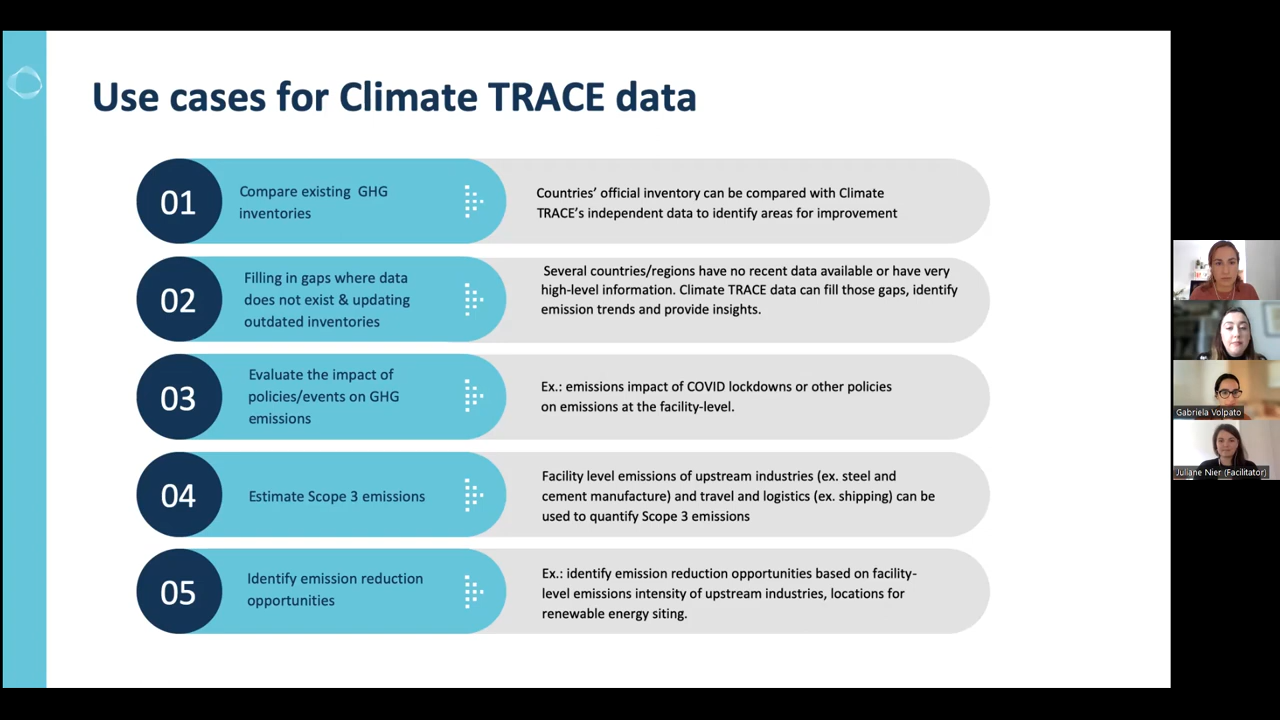 Use cases for Climate TRACE data
01
Compare existing GHG
inventories
Countries' official inventory can be compared with Climate
TRACE's independent data to identify areas for improvement
02
Filling in gaps where data
does not exist & updating
outdated inventories
Several countries/regions have no recent data available or have very
high-level information. Climate TRACE data can fill those gaps, identify
emission trends and provide insights.
03
Evaluate the impact of
policies/events on GHG
emissions
Ex.: emissions impact of COVID lockdowns or other policies
on emissions at the facility-level.
04
Estimate Scope 3 emissions
Facility level emissions of upstream industries (ex. steel and
cement manufacture) and travel and logistics (ex. shipping) can be
used to quantify Scope 3 emissions
05
Identify emission reduction
opportunities
Ex.: identify emission reduction opportunities based on facility-
level emissions intensity of upstream industries, locations for
renewable energy siting.
Gabriela Volpato
Juliane Nier (Facilitator)